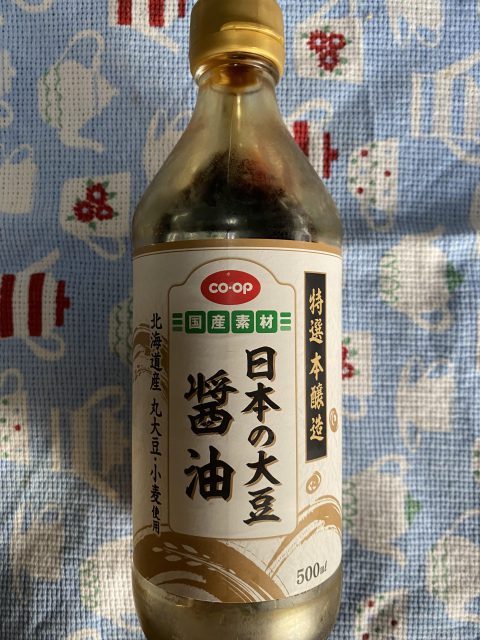 co·op
国産素材
特選 本醸造
日本の大豆
醤油
北海道産 丸大豆・小麦使用
500ml